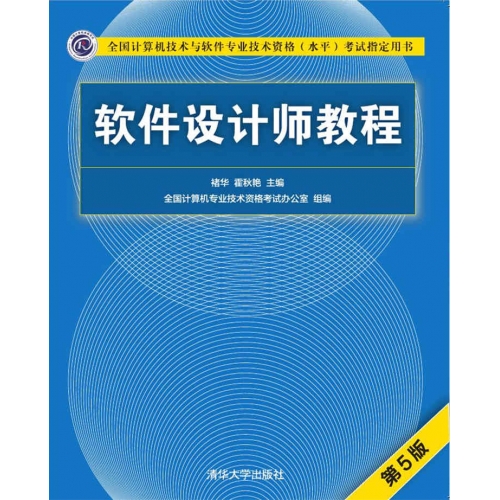 全国计算机技术与软件专业技术资格（水平）考试指定用书
软件设计师教程
褚华 霍秋艳 主编
全国计算机专业技术资格考试办公室 组编
第5版
清华大学出版社